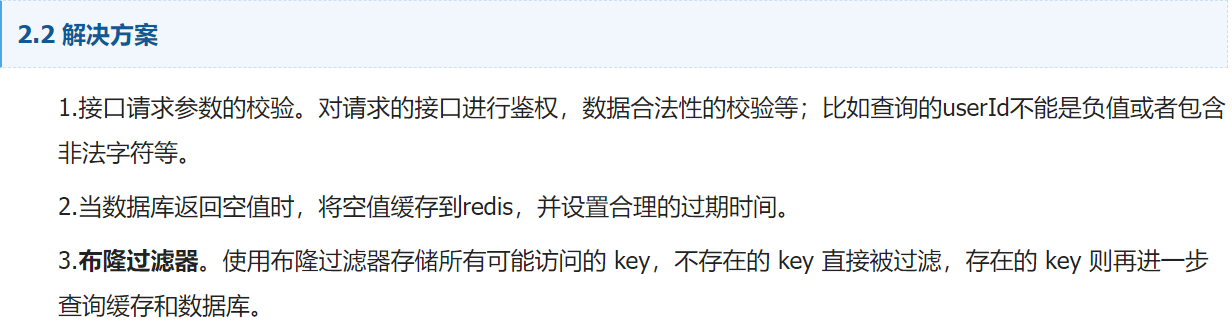 2.2 解决方案
1.接口请求参数的校验。对请求的接口进行鉴权，数据合法性的校验等；比如查询的userId不能是负值或者包含
非法字符等。
2.当数据库返回空值时，将空值缓存到redis，并设置合理的过期时间。
3.布隆过滤器。使用布隆过滤器存储所有可能访问的 key，不存在的 key 直接被过滤，存在的 key 则再进一步
查询缓存和数据库。